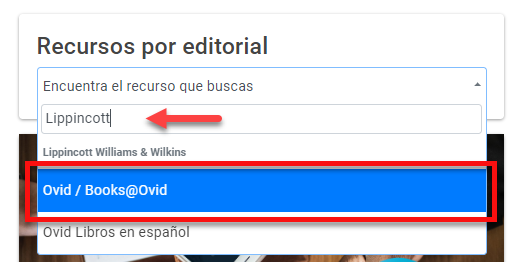 Recursos por editorial
Encuentra el recurso que buscas
Lippincott
Lippincott Williams & Wilkins
Ovid / Books@Ovid
Ovid Libros en español